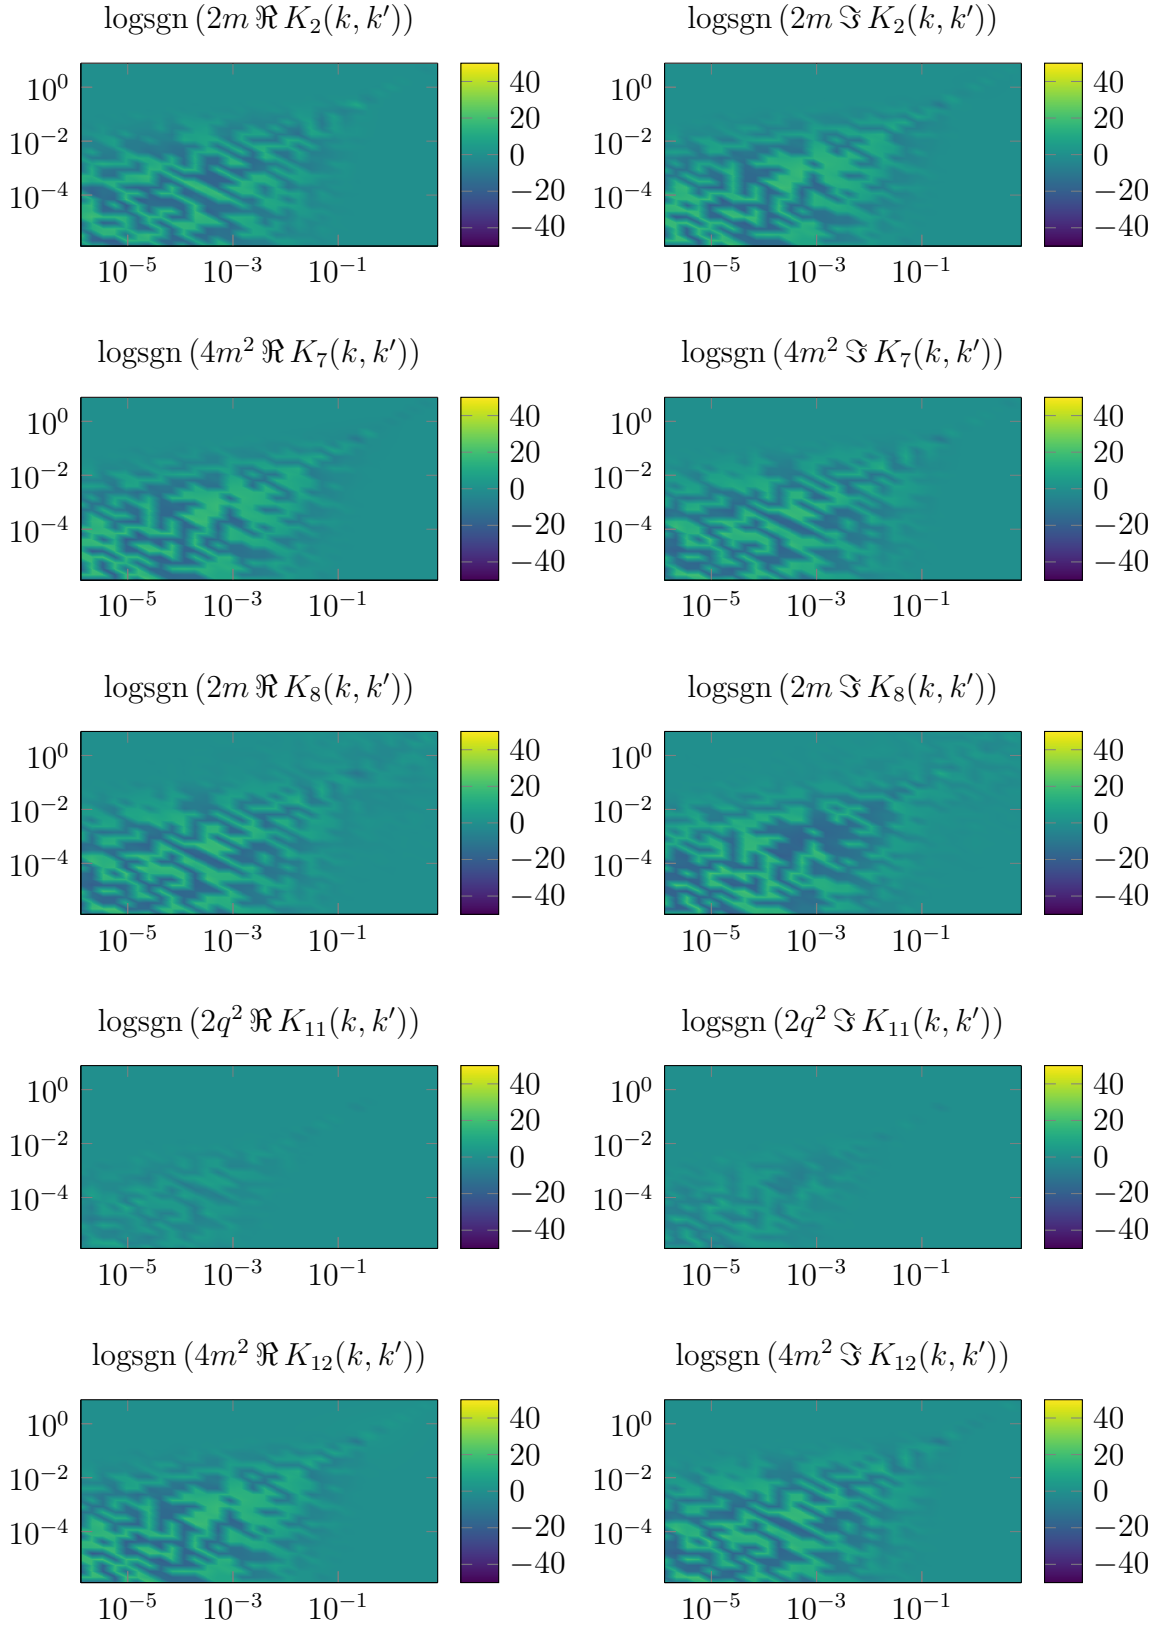 logsgn (2m ℜ K₂(k, k′)) logsgn (2m ℑ K₂(k, k′))
10⁰ 40 10⁰ 40
20 20
10⁻² 0 10⁻² 0
10⁻⁴ −20 10⁻⁴ −20
−40 −40
10⁻⁵ 10⁻³ 10⁻¹ 10⁻⁵ 10⁻³ 10⁻¹
logsgn (4m² ℜ K₇(k, k′)) logsgn (4m² ℑ K₇(k, k′))
10⁰ 40 10⁰ 40
20 20
10⁻² 0 10⁻² 0
10⁻⁴ −20 10⁻⁴ −20
−40 −40
10⁻⁵ 10⁻³ 10⁻¹ 10⁻⁵ 10⁻³ 10⁻¹
logsgn (2m ℜ K₈(k, k′)) logsgn (2m ℑ K₈(k, k′))
10⁰ 40 10⁰ 40
20 20
10⁻² 0 10⁻² 0
10⁻⁴ −20 10⁻⁴ −20
−40 −40
10⁻⁵ 10⁻³ 10⁻¹ 10⁻⁵ 10⁻³ 10⁻¹
logsgn (2q² ℜ K₁₁(k, k′)) logsgn (2q² ℑ K₁₁(k, k′))
10⁰ 40 10⁰ 40
20 20
10⁻² 0 10⁻² 0
10⁻⁴ −20 10⁻⁴ −20
−40 −40
10⁻⁵ 10⁻³ 10⁻¹ 10⁻⁵ 10⁻³ 10⁻¹
logsgn (4m² ℜ K₁₂(k, k′)) logsgn (4m² ℑ K₁₂(k, k′))
10⁰ 40 10⁰ 40
20 20
10⁻² 0 10⁻² 0
10⁻⁴ −20 10⁻⁴ −20
−40 −40
10⁻⁵ 10⁻³ 10⁻¹ 10⁻⁵ 10⁻³ 10⁻¹